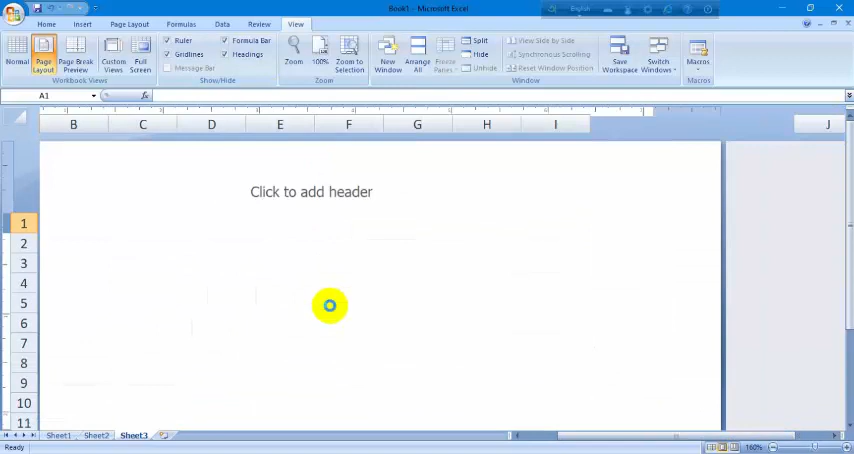 Book1 - Microsoft Excel
English
Home Insert Page Layout Formulas Data Review View
Normal Page Layout Page Break Preview Custom Views Full Screen
Workbook Views
Ruler Formula Bar
Gridlines Headings
Message Bar
Show/Hide
Zoom 100% Zoom to Selection
Zoom
New Window Arrange All Freeze Panes
Split View Side by Side
Hide Synchronous Scrolling
Unhide Reset Window Position
Save Workspace Switch Windows
Window
Macros
Macros
A1 fx
B C D E F G H I J
Click to add header
1
2
3
4
5
6
7
8
9
10
11
Sheet1 Sheet2 Sheet3
Ready 160%